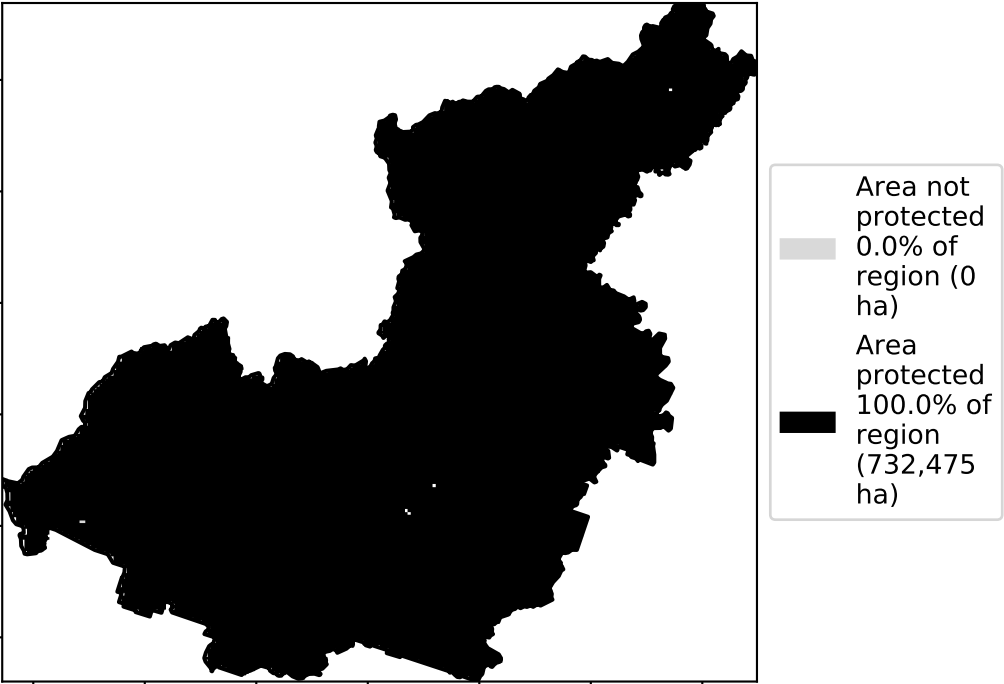 Area not
protected
0.0% of
region (0
ha)
Area
protected
100.0% of
region
(732,475
ha)